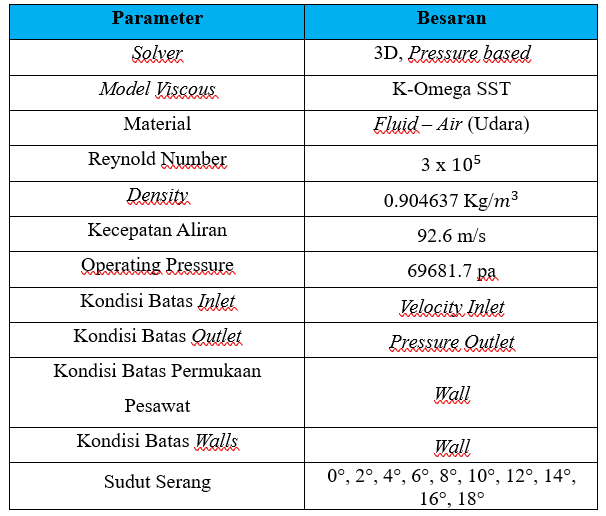 Parameter Besaran
Solver 3D, Pressure based
Model Viscous K-Omega SST
Material Fluid – Air (Udara)
Reynold Number 3 x 10⁵
Density 0.904637 Kg/m³
Kecepatan Aliran 92.6 m/s
Operating Pressure 69681.7 pa
Kondisi Batas Inlet Velocity Inlet
Kondisi Batas Outlet Pressure Outlet
Kondisi Batas Permukaan
Pesawat Wall
Kondisi Batas Walls Wall
Sudut Serang 0°, 2°, 4°, 6°, 8°, 10°, 12°, 14°,
16°, 18°